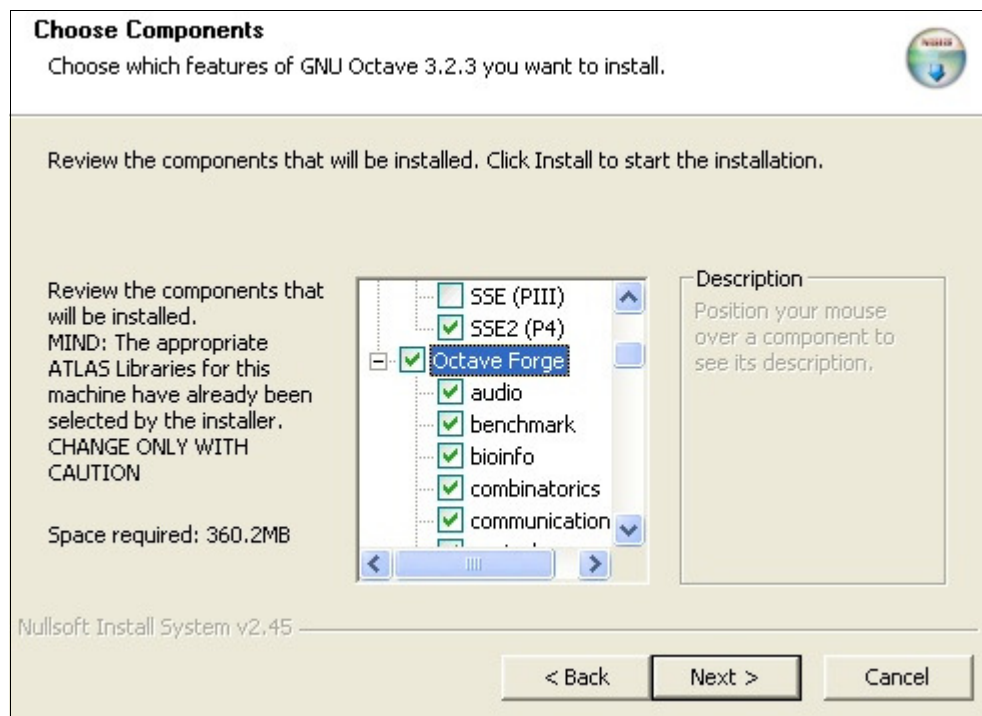 Choose Components
Choose which features of GNU Octave 3.2.3 you want to install.
Review the components that will be installed. Click Install to start the installation.
Review the components that
will be installed.
MIND: The appropriate
ATLAS Libraries for this
machine have already been
selected by the installer.
CHANGE ONLY WITH
CAUTION
Space required: 360.2MB
SSE (PIII)
SSE2 (P4)
Octave Forge
audio
benchmark
bioinfo
combinatorics
communication
Description
Position your mouse
over a component to
see its description.
Nullsoft Install System v2.45
< Back
Next >
Cancel